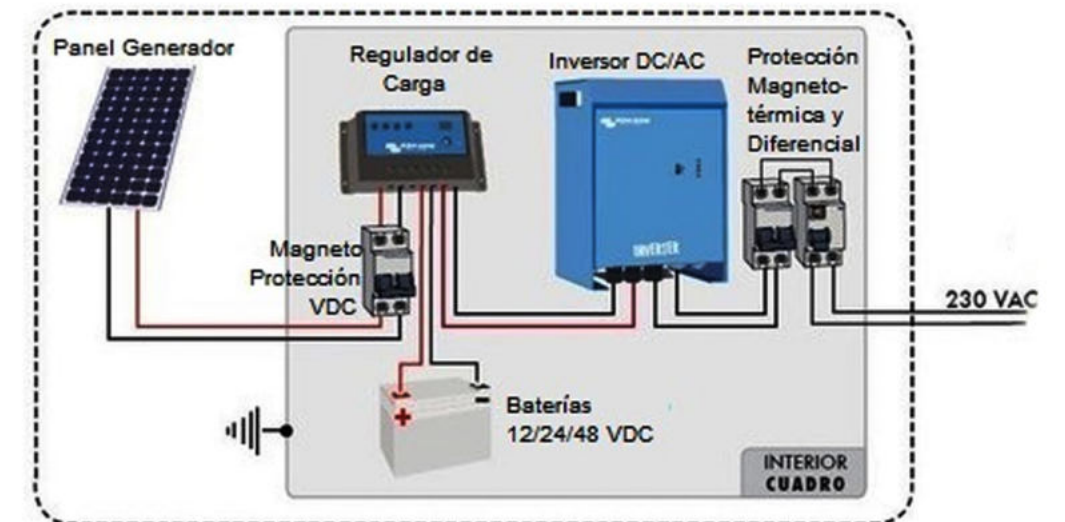 Panel Generador
Regulador de
Carga
Inversor DC/AC
Protección
Magneto-
térmica y
Diferencial
INVERTER
Magneto
Protección
VDC
230 VAC
+
-
Baterías
12/24/48 VDC
INTERIOR
CUADRO